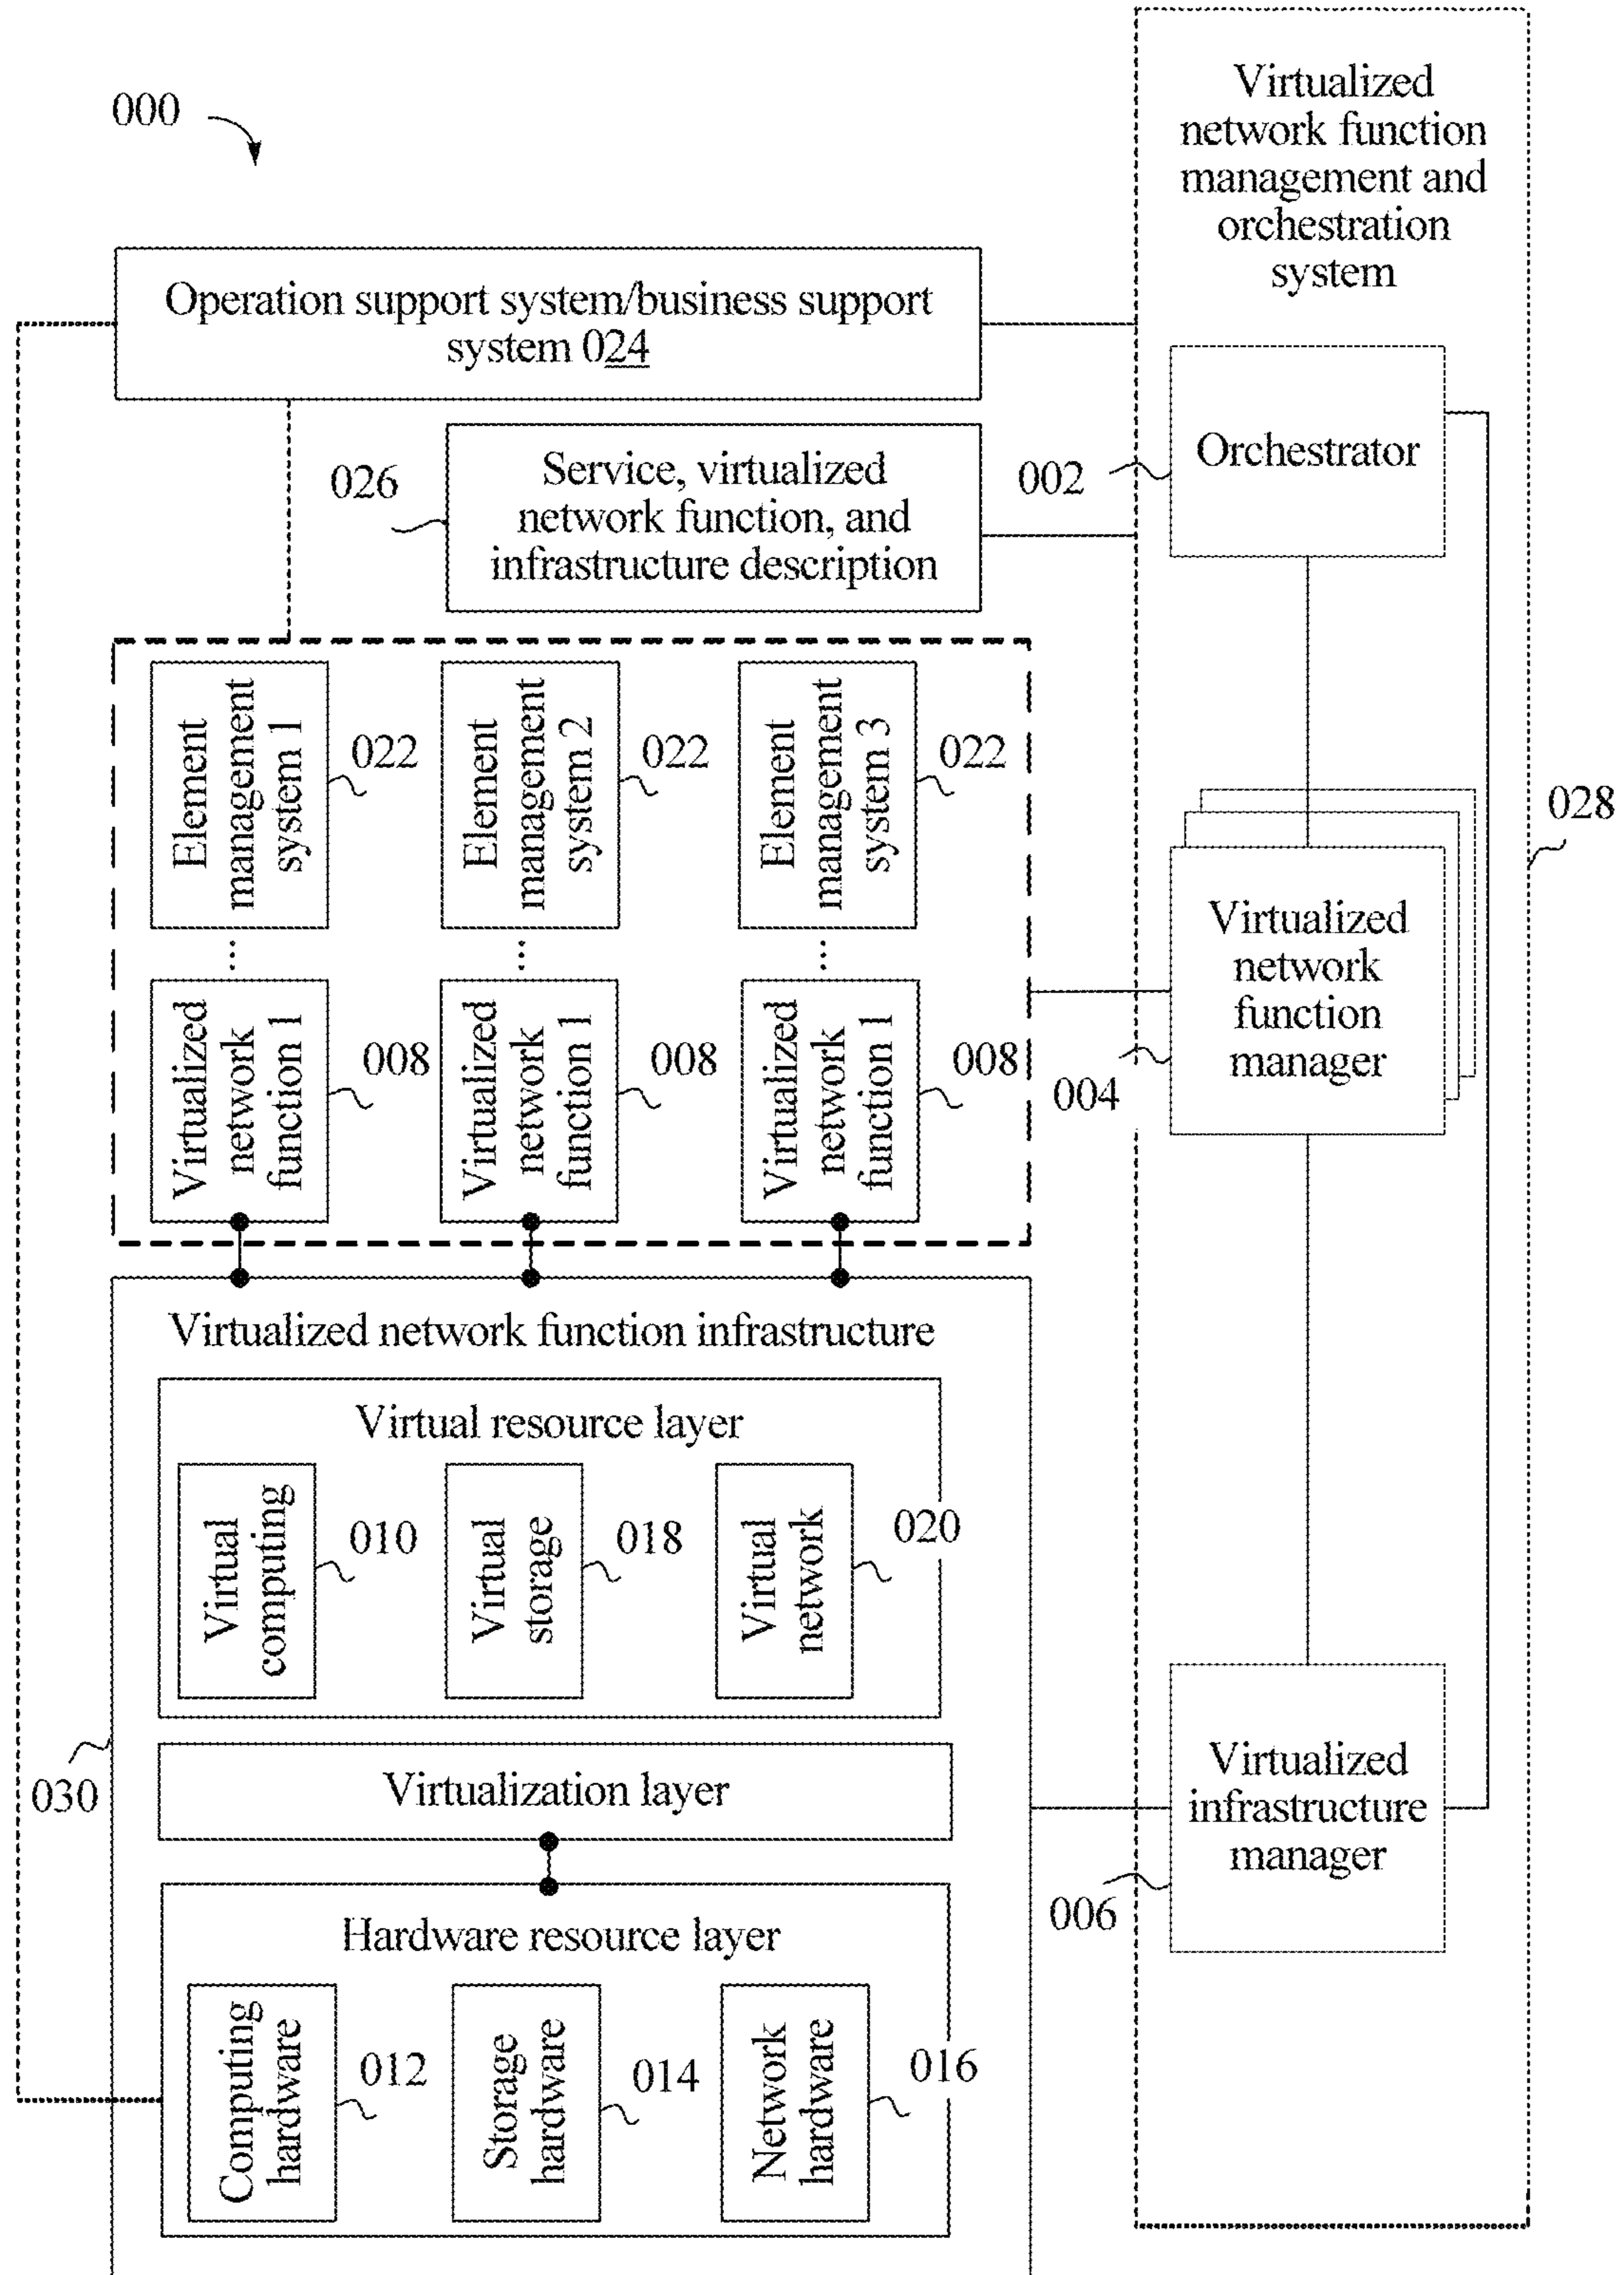 000
Virtualized
network function
management and
orchestration
system
Operation support system/business support
system 024
Orchestrator
002
026
Service, virtualized
network function, and
infrastructure description
Element
management
system 1
022
Element
management
system 2
022
Element
management
system 3
022
028
...
...
...
Virtualized
network
function 1
008
Virtualized
network
function 1
008
Virtualized
network
function 1
008
Virtualized
network
function
manager
004
Virtualized network function infrastructure
Virtual resource layer
Virtual
computing
010
Virtual
storage
018
Virtual
network
020
030
Virtualization layer
Virtualized
infrastructure
manager
006
Hardware resource layer
Computing
hardware
012
Storage
hardware
014
Network
hardware
016